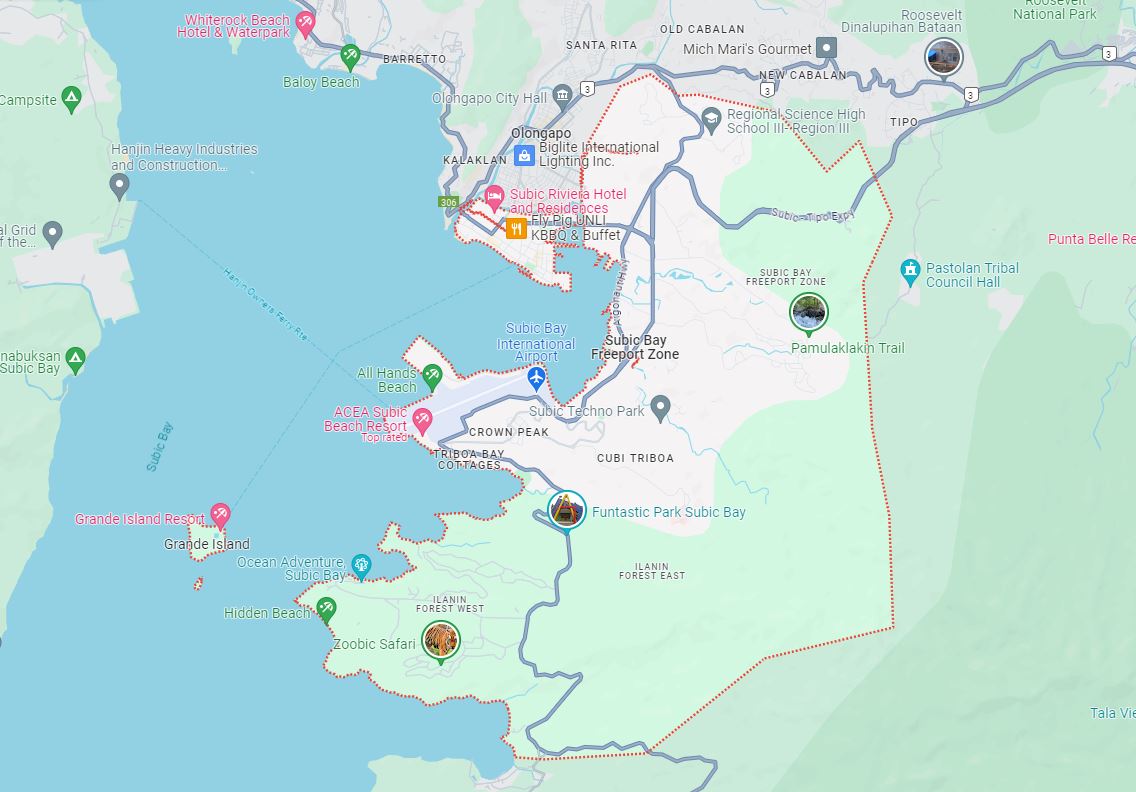 Roosevelt
National Park
Whiterock Beach
Hotel & Waterpark
Roosevelt
Dinalupihan Bataan
OLD CABALAN
SANTA RITA
Mich Mari's Gourmet
BARRETTO
3
NEW CABALAN
Baloy Beach
3
3
3
Campsite
Olongapo City Hall
Regional Science High
School III- Region III
TIPO
Olongapo
Biglite International
Lighting Inc.
Hanjin Heavy Industries
and Construction...
KALAKLAN
Subic Riviera Hotel
and Residences
306
Fly Pig UNLI
KBBQ & Buffet
Subic-Tipo Expy
al Grid
of the...
Punta Belle Re
Pastolan Tribal
Council Hall
Hanjin Owners Ferry Rte
Argonaut Hwy
SUBIC BAY
FREEPORT ZONE
Subic Bay
International
Airport
Subic Bay
Freeport Zone
Pamulaklakin Trail
nabuksan
Subic Bay
All Hands
Beach
ACEA Subic
Beach Resort
Top rated
Subic Techno Park
CROWN PEAK
Subic Bay
TRIBOA BAY
COTTAGES
CUBI TRIBOA
Grande Island Resort
Funtastic Park Subic Bay
Grande Island
Ocean Adventure,
Subic Bay
ILANIN
FOREST EAST
ILANIN
FOREST WEST
Hidden Beach
Zoobic Safari
Tala Vie